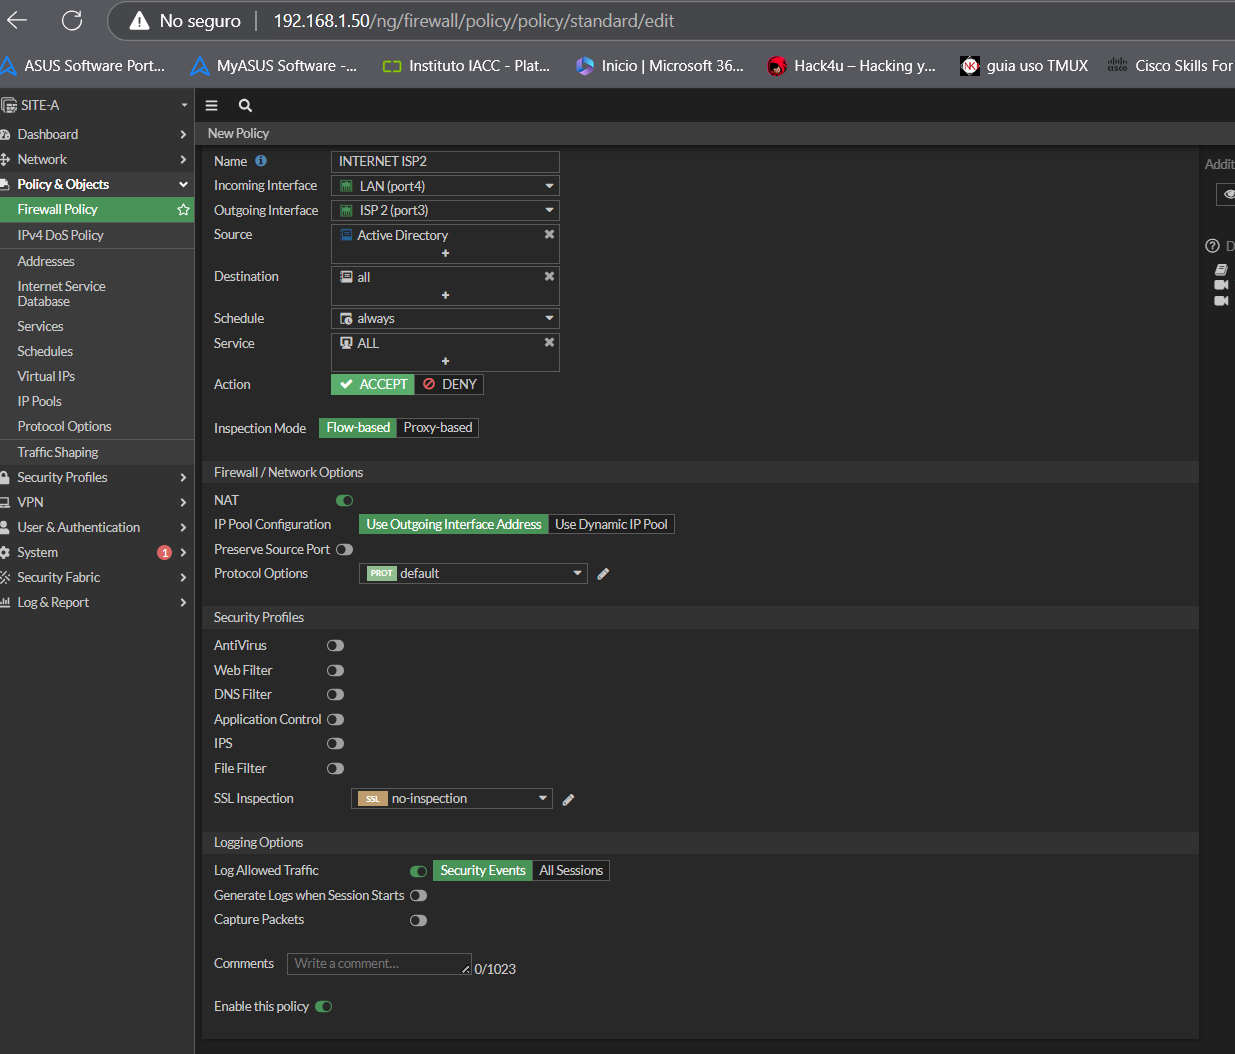 No seguro 192.168.1.50/ng/firewall/policy/policy/standard/edit
ASUS Software Port... MyASUS Software -... Instituto IACC - Plat... Inicio | Microsoft 36... Hack4u – Hacking y... NK guia uso TMUX cisco Cisco Skills For
SITE-A
New Policy
Dashboard
Network
Policy & Objects
Firewall Policy
IPv4 DoS Policy
Addresses
Internet Service
Database
Services
Schedules
Virtual IPs
IP Pools
Protocol Options
Traffic Shaping
Security Profiles
VPN
User & Authentication
System 1
Security Fabric
Log & Report
Name INTERNET ISP2
Incoming Interface LAN (port4)
Outgoing Interface ISP 2 (port3)
Source Active Directory
+
Destination all
+
Schedule always
Service ALL
+
Action ACCEPT DENY
Inspection Mode Flow-based Proxy-based
Firewall / Network Options
NAT
IP Pool Configuration Use Outgoing Interface Address Use Dynamic IP Pool
Preserve Source Port
Protocol Options PROT default
Security Profiles
AntiVirus
Web Filter
DNS Filter
Application Control
IPS
File Filter
SSL Inspection SSL no-inspection
Logging Options
Log Allowed Traffic Security Events All Sessions
Generate Logs when Session Starts
Capture Packets
Comments Write a comment... 0/1023
Enable this policy
Addit
D